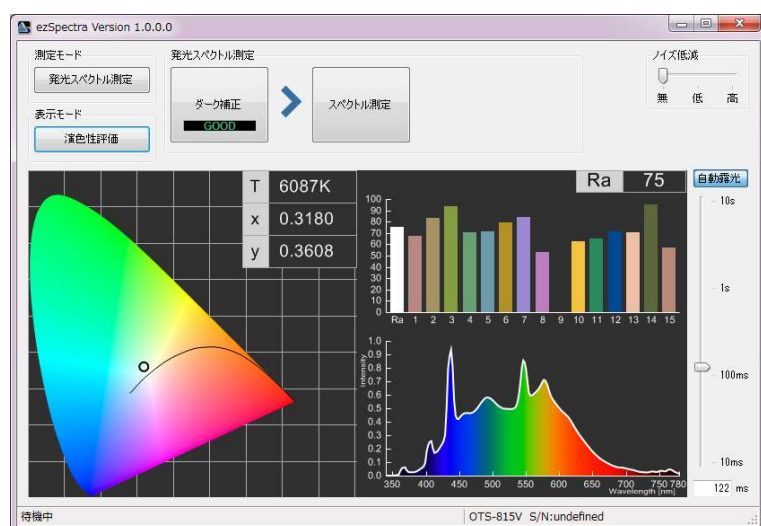 ezSpectra Version 1.0.0.0
測定モード
発光スペクトル測定
表示モード
演色性評価
発光スペクトル測定
ダーク補正
GOOD
スペクトル測定
ノイズ低減
無 低 高
T 6087K
x 0.3180
y 0.3608
Ra 75
100
90
80
70
60
50
40
30
20
10
0
Ra 1 2 3 4 5 6 7 8 9 10 11 12 13 14 15
Intensity
1.0
0.9
0.8
0.7
0.6
0.5
0.4
0.3
0.2
0.1
0.0
350 400 450 500 550 600 650 700 750 780
Wavelength [nm]
自動露光
10s
1s
100ms
10ms
122 ms
待機中
OTS-815V S/N:undefined